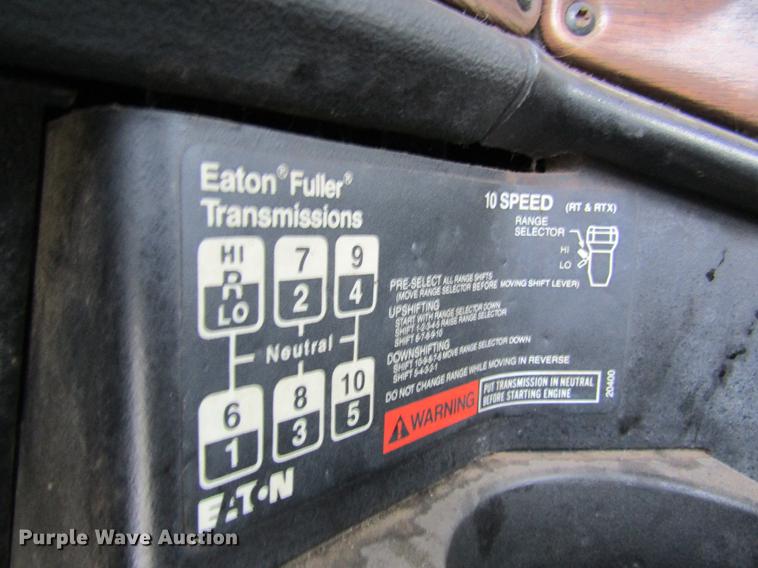 Eaton® Fuller®
Transmissions
10 SPEED (RT & RTX)
RANGE
SELECTOR
HI
LO
HI
R
LO
7
2
9
4
Neutral
6
1
8
3
10
5
PRE-SELECT ALL RANGE SHIFTS
(MOVE RANGE SELECTOR BEFORE MOVING SHIFT LEVER)
UPSHIFTING
START WITH RANGE SELECTOR DOWN
SHIFT 1-2-3-4-5 RAISE RANGE SELECTOR
SHIFT 6-7-8-9-10
DOWNSHIFTING
SHIFT 10-9-8-7-6 MOVE RANGE SELECTOR DOWN
SHIFT 5-4-3-2-1
DO NOT CHANGE RANGE WHILE MOVING IN REVERSE
WARNING
PUT TRANSMISSION IN NEUTRAL
BEFORE STARTING ENGINE
20400
EATON
Purple Wave Auction